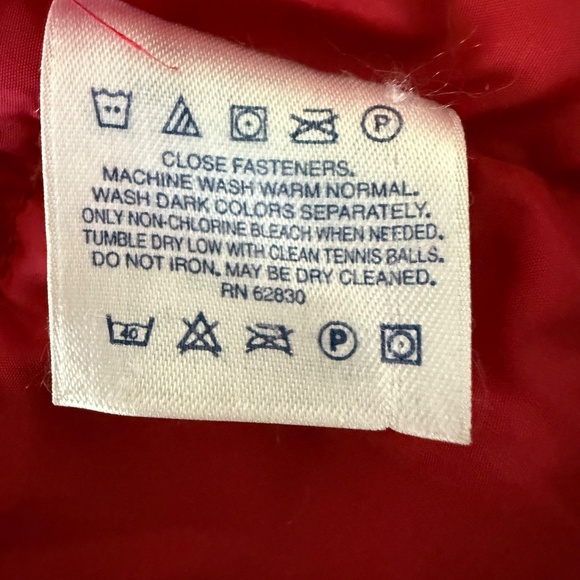 P
CLOSE FASTENERS.
MACHINE WASH WARM NORMAL.
WASH DARK COLORS SEPARATELY.
ONLY NON-CHLORINE BLEACH WHEN NEEDED.
TUMBLE DRY LOW WITH CLEAN TENNIS BALLS.
DO NOT IRON. MAY BE DRY CLEANED.
RN 62830
40 P